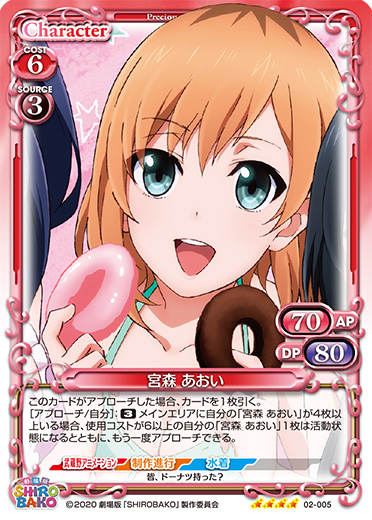 Precious
Character
COST
6
SOURCE
3
70 AP
DP 80
宮森 あおい
このカードがアプローチした場合、カードを1枚引く。
[アプローチ/自分]：3 メインエリアに自分の「宮森 あおい」が4枚以
上いる場合、使用コストが6以上の自分の「宮森 あおい」1枚は活動状
態になるとともに、もう一度アプローチできる。
武蔵野アニメーション 制作進行 水着
皆、ドーナツ持った？
劇場版
SHIRO
BAKO
©2020 劇場版「SHIROBAKO」製作委員会 02-005